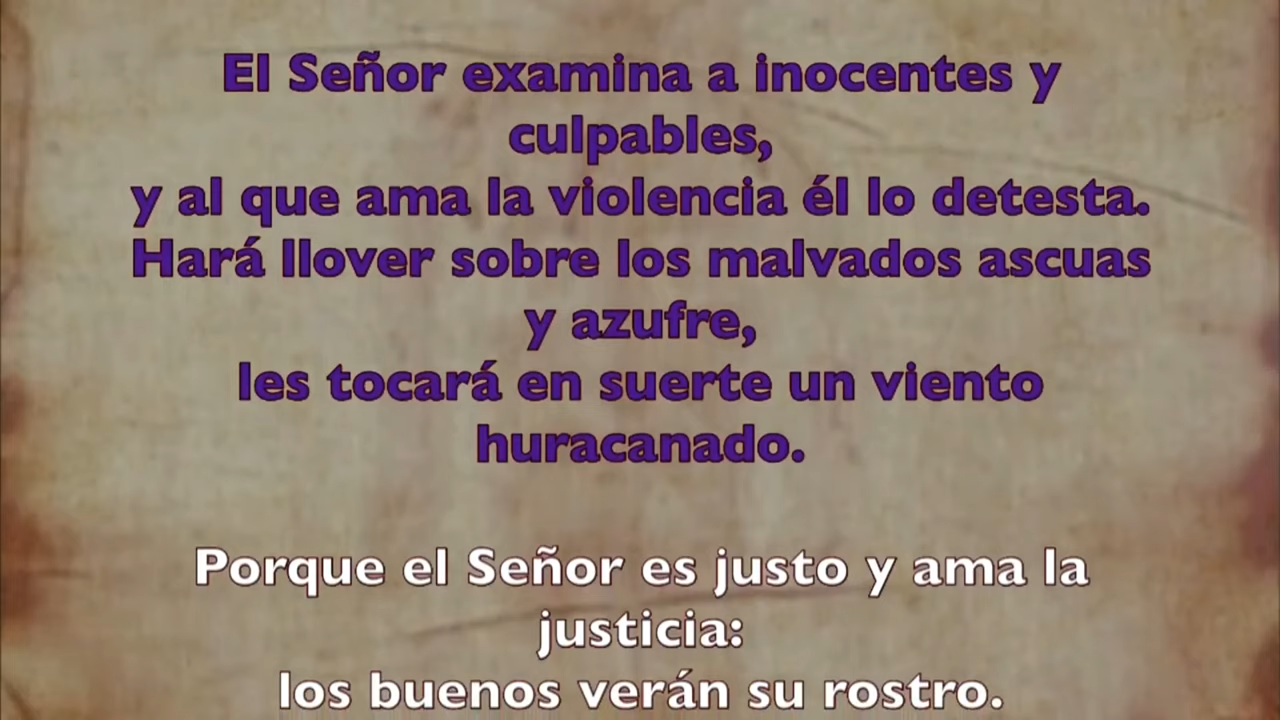 El Señor examina a inocentes y
culpables,
y al que ama la violencia él lo detesta.
Hará llover sobre los malvados ascuas
y azufre,
les tocará en suerte un viento
huracanado.
Porque el Señor es justo y ama la
justicia:
los buenos verán su rostro.